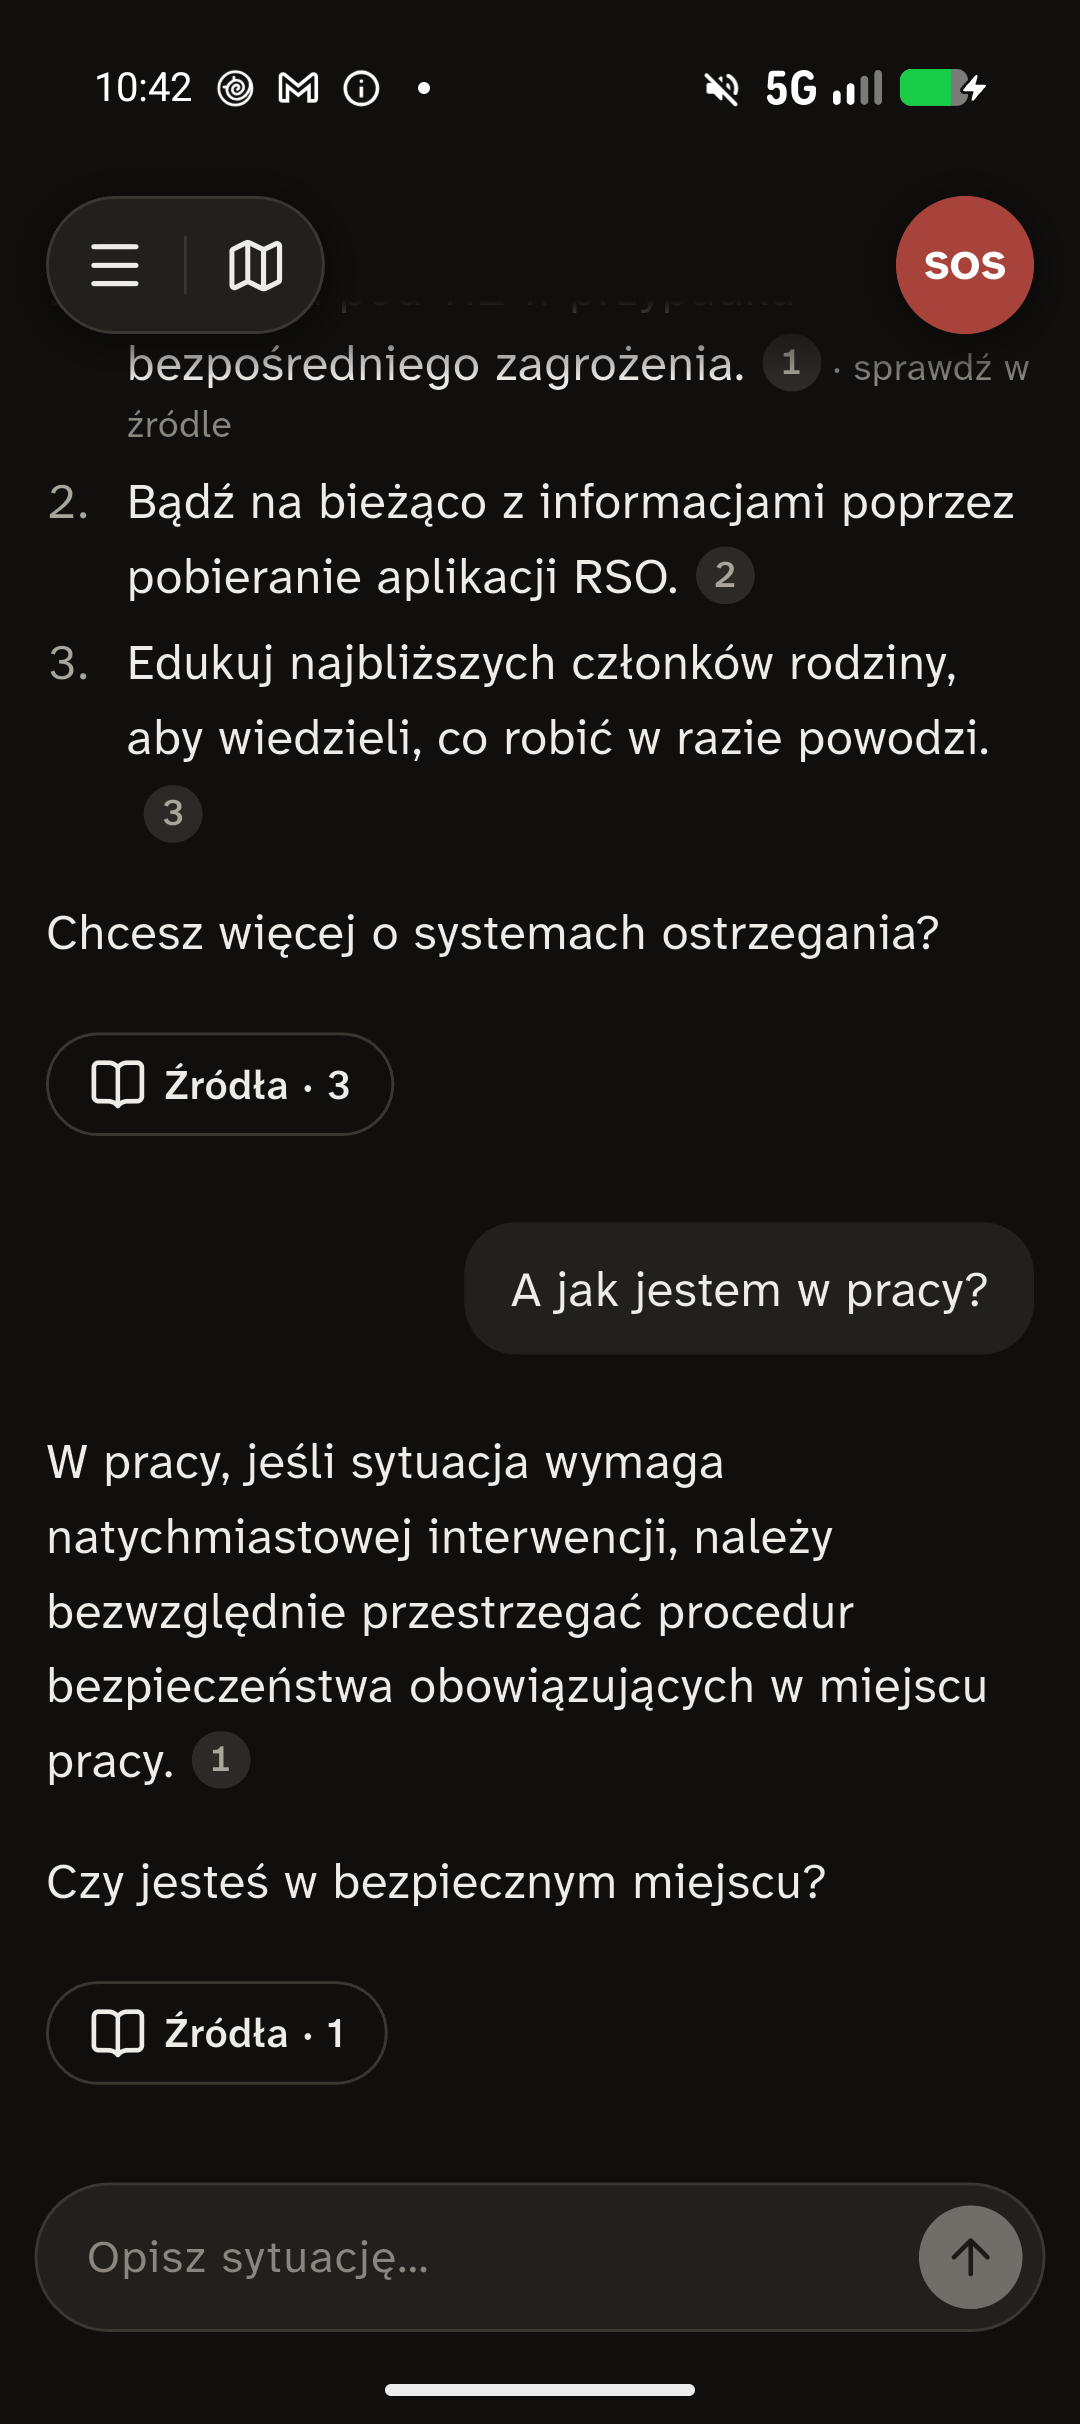 10:42
5G
SOS
bezpośredniego zagrożenia. 1 · sprawdź w
źródle
2. Bądź na bieżąco z informacjami poprzez
pobieranie aplikacji RSO. 2
3. Edukuj najbliższych członków rodziny,
aby wiedzieli, co robić w razie powodzi.
3
Chcesz więcej o systemach ostrzegania?
Źródła · 3
A jak jestem w pracy?
W pracy, jeśli sytuacja wymaga
natychmiastowej interwencji, należy
bezwzględnie przestrzegać procedur
bezpieczeństwa obowiązujących w miejscu
pracy. 1
Czy jesteś w bezpiecznym miejscu?
Źródła · 1
Opisz sytuację...